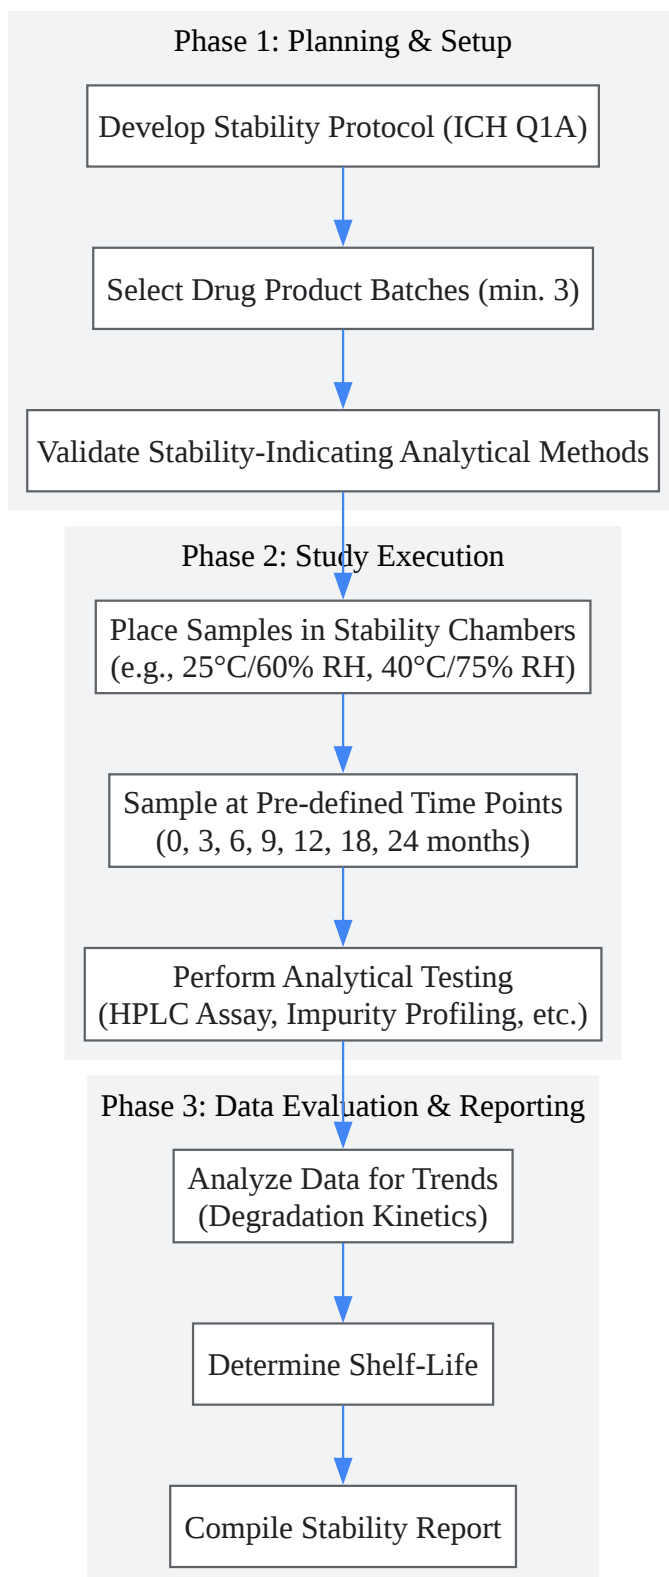 Phase 1: Planning & Setup
Develop Stability Protocol (ICH Q1A)
Select Drug Product Batches (min. 3)
Validate Stability-Indicating Analytical Methods
Phase 2: Study Execution
Place Samples in Stability Chambers
(e.g., 25°C/60% RH, 40°C/75% RH)
Sample at Pre-defined Time Points
(0, 3, 6, 9, 12, 18, 24 months)
Perform Analytical Testing
(HPLC Assay, Impurity Profiling, etc.)
Phase 3: Data Evaluation & Reporting
Analyze Data for Trends
(Degradation Kinetics)
Determine Shelf-Life
Compile Stability Report